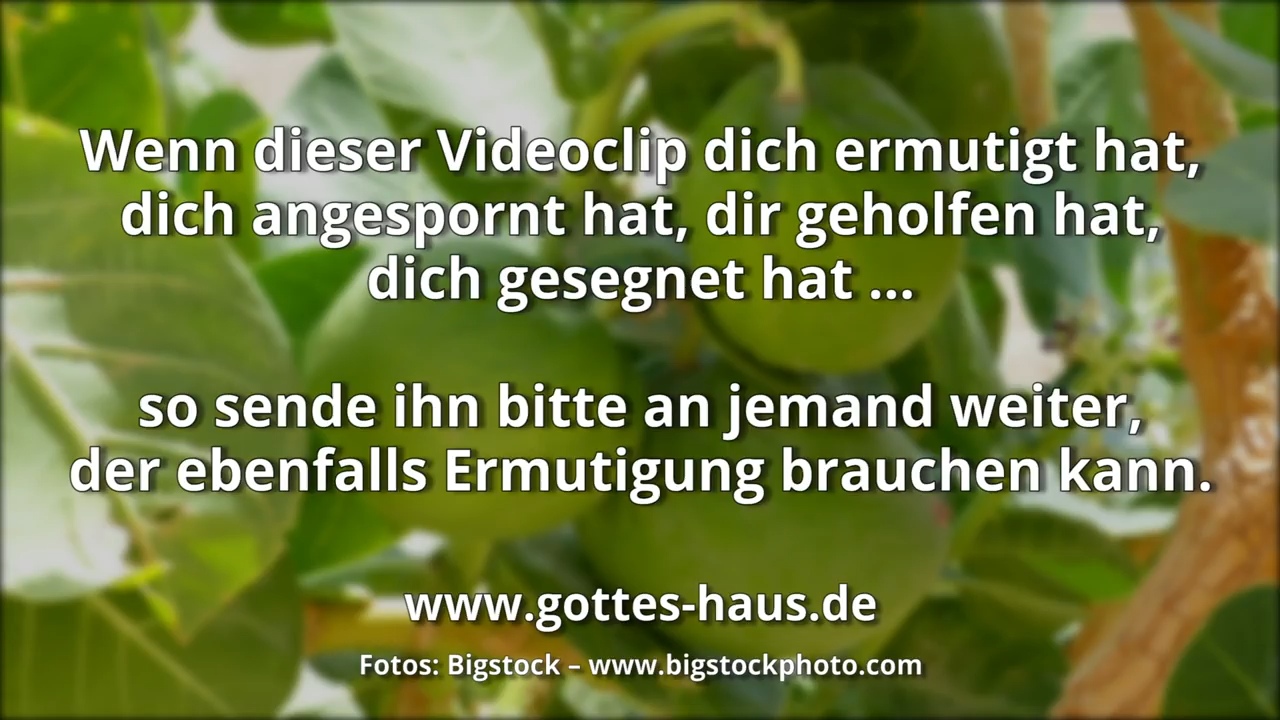 Wenn dieser Videoclip dich ermutigt hat,
dich angespornt hat, dir geholfen hat,
dich gesegnet hat ...
so sende ihn bitte an jemand weiter,
der ebenfalls Ermutigung brauchen kann.
www.gottes-haus.de
Fotos: Bigstock – www.bigstockphoto.com